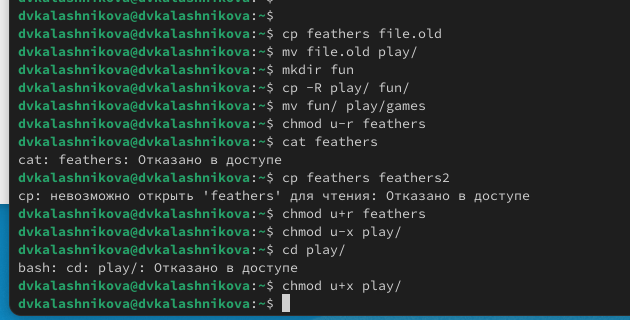 dvkalashnikova@dvkalashnikova:~$
dvkalashnikova@dvkalashnikova:~$ cp feathers file.old
dvkalashnikova@dvkalashnikova:~$ mv file.old play/
dvkalashnikova@dvkalashnikova:~$ mkdir fun
dvkalashnikova@dvkalashnikova:~$ cp -R play/ fun/
dvkalashnikova@dvkalashnikova:~$ mv fun/ play/games
dvkalashnikova@dvkalashnikova:~$ chmod u-r feathers
dvkalashnikova@dvkalashnikova:~$ cat feathers
cat: feathers: Отказано в доступе
dvkalashnikova@dvkalashnikova:~$ cp feathers feathers2
cp: невозможно открыть 'feathers' для чтения: Отказано в доступе
dvkalashnikova@dvkalashnikova:~$ chmod u+r feathers
dvkalashnikova@dvkalashnikova:~$ chmod u-x play/
dvkalashnikova@dvkalashnikova:~$ cd play/
bash: cd: play/: Отказано в доступе
dvkalashnikova@dvkalashnikova:~$ chmod u+x play/
dvkalashnikova@dvkalashnikova:~$